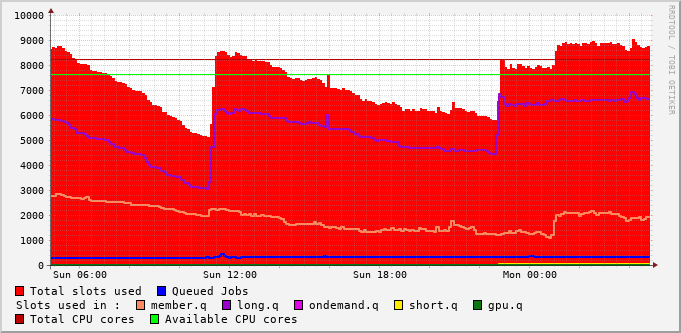 10000
9000
8000
7000
6000
5000
4000
3000
2000
1000
0
Sun 06:00 Sun 12:00 Sun 18:00 Mon 00:00
RRDTOOL / TOBI OETIKER
Total slots used Queued Jobs
Slots used in : member.q long.q ondemand.q short.q gpu.q
Total CPU cores Available CPU cores